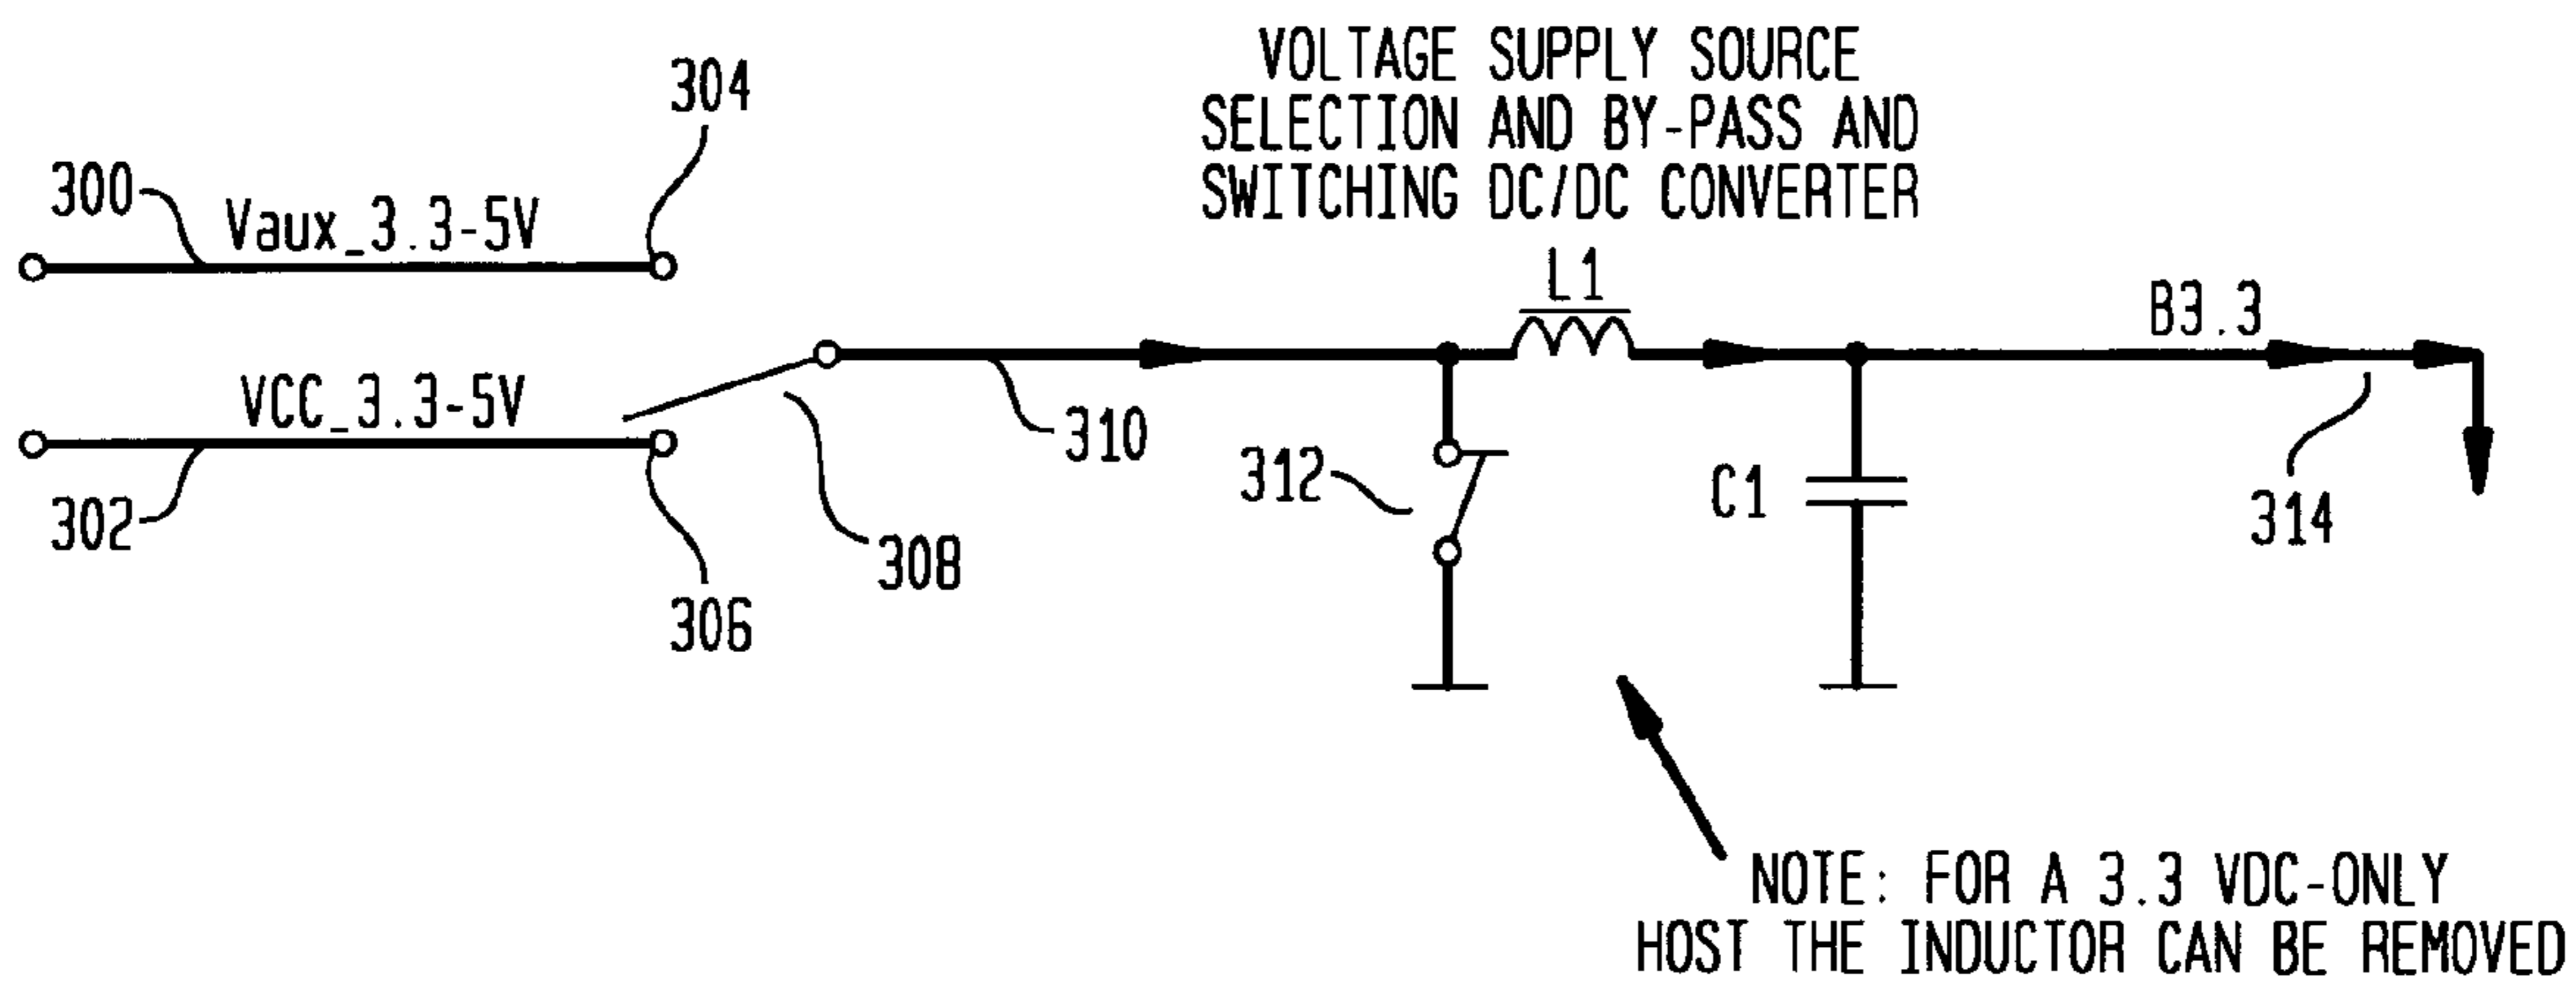 VOLTAGE SUPPLY SOURCE
SELECTION AND BY-PASS AND
SWITCHING DC/DC CONVERTER
304
300
Vaux_3.3-5V
L1
B3.3
VCC_3.3-5V
310
312
C1
314
302
308
306
NOTE: FOR A 3.3 VDC-ONLY
HOST THE INDUCTOR CAN BE REMOVED